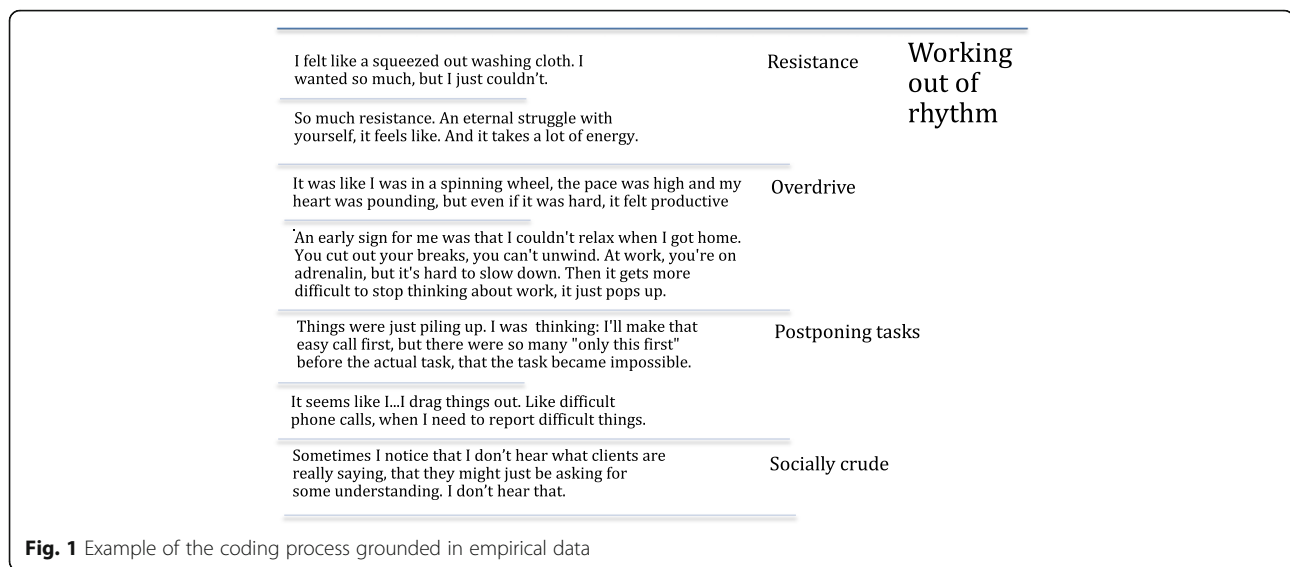 I felt like a squeezed out washing cloth. I
wanted so much, but I just couldn't.
Resistance
Working
out of
rhythm
So much resistance. An eternal struggle with
yourself, it feels like. And it takes a lot of energy.
It was like I was in a spinning wheel, the pace was high and my
heart was pounding, but even if it was hard, it felt productive
Overdrive
.
An early sign for me was that I couldn't relax when I got home.
You cut out your breaks, you can't unwind. At work, you're on
adrenalin, but it's hard to slow down. Then it gets more
difficult to stop thinking about work, it just pops up.
Things were just piling up. I was  thinking: I'll make that
easy call first, but there were so many "only this first"
before the actual task, that the task became impossible.
Postponing tasks
It seems like I...I drag things out. Like difficult
phone calls, when I need to report difficult things.
Sometimes I notice that I don't hear what clients are
really saying, that they might just be asking for
some understanding. I don't hear that.
Socially crude
Fig. 1 Example of the coding process grounded in empirical data